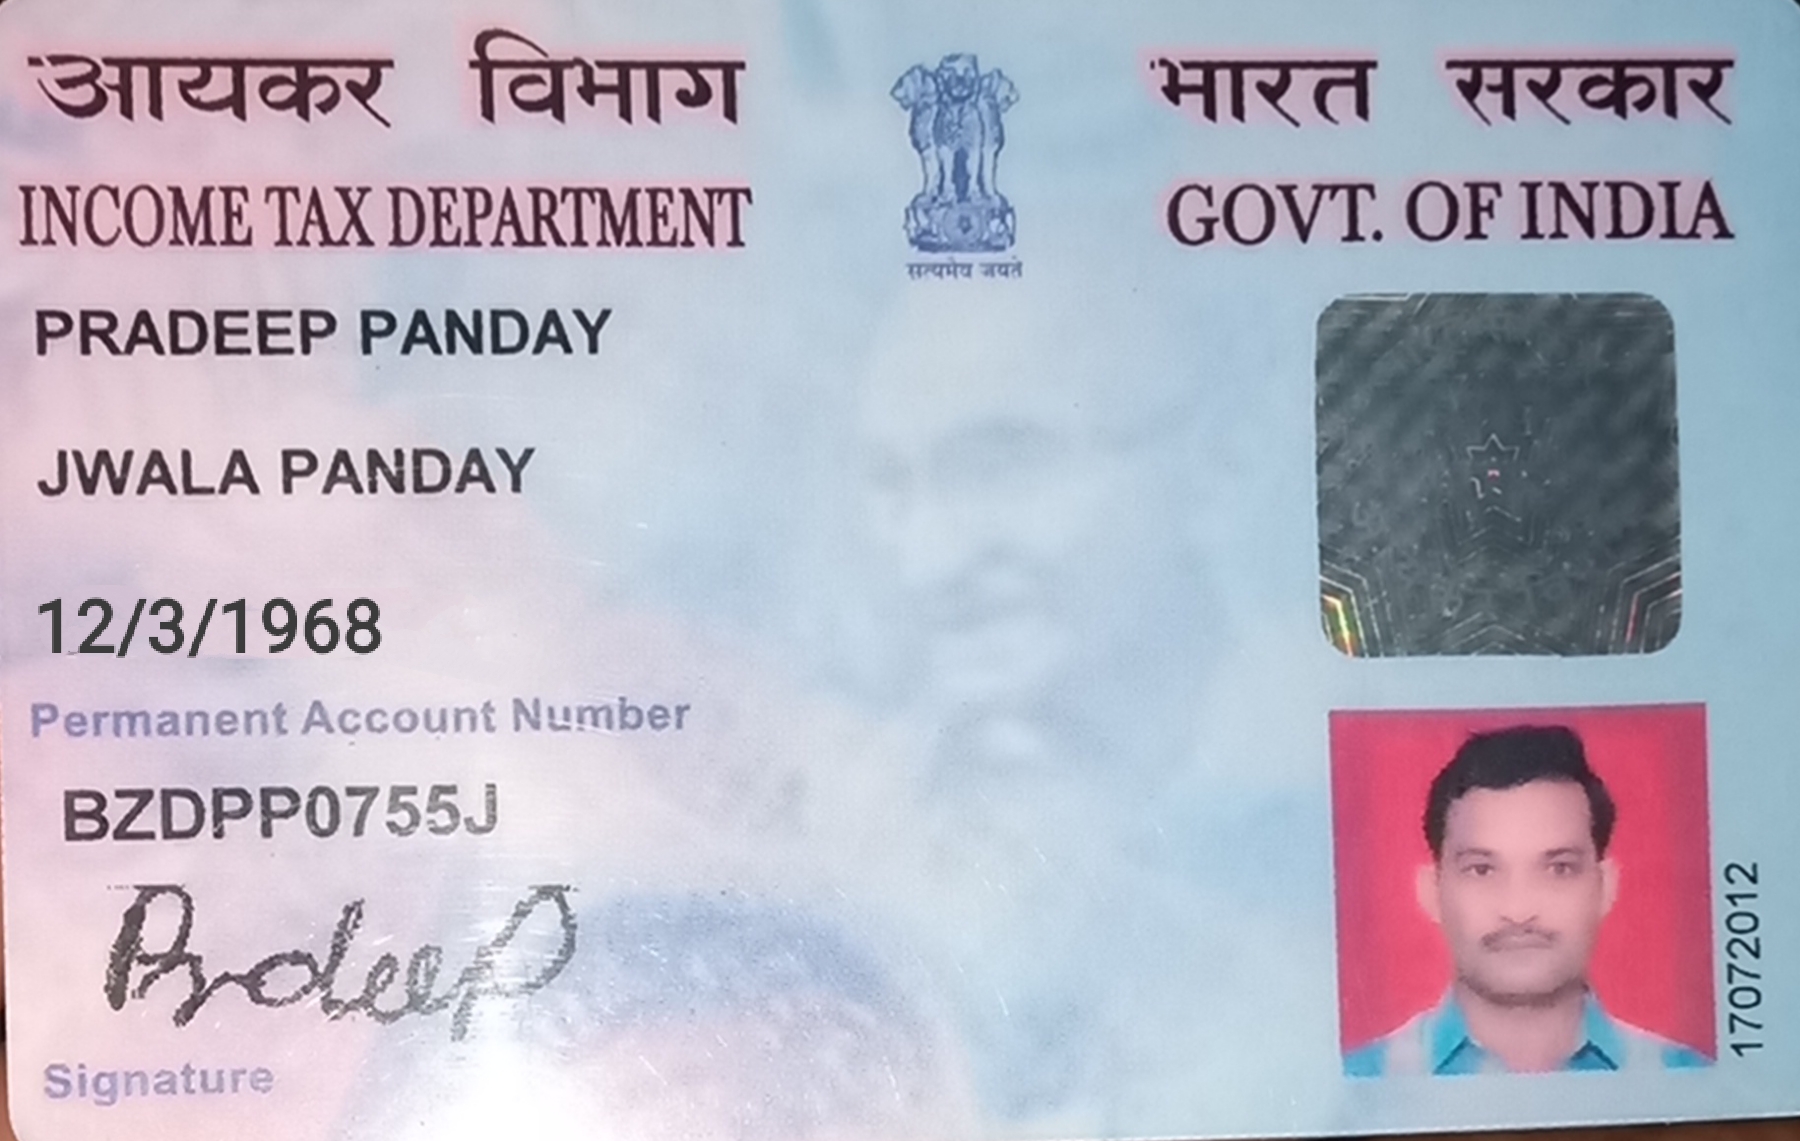 आयकर विभाग
भारत सरकार
INCOME TAX DEPARTMENT
GOVT. OF INDIA
सत्यमेव जयते
PRADEEP PANDAY
JWALA PANDAY
12/3/1968
Permanent Account Number
BZDPP0755J
Pradeep
Signature
17072012